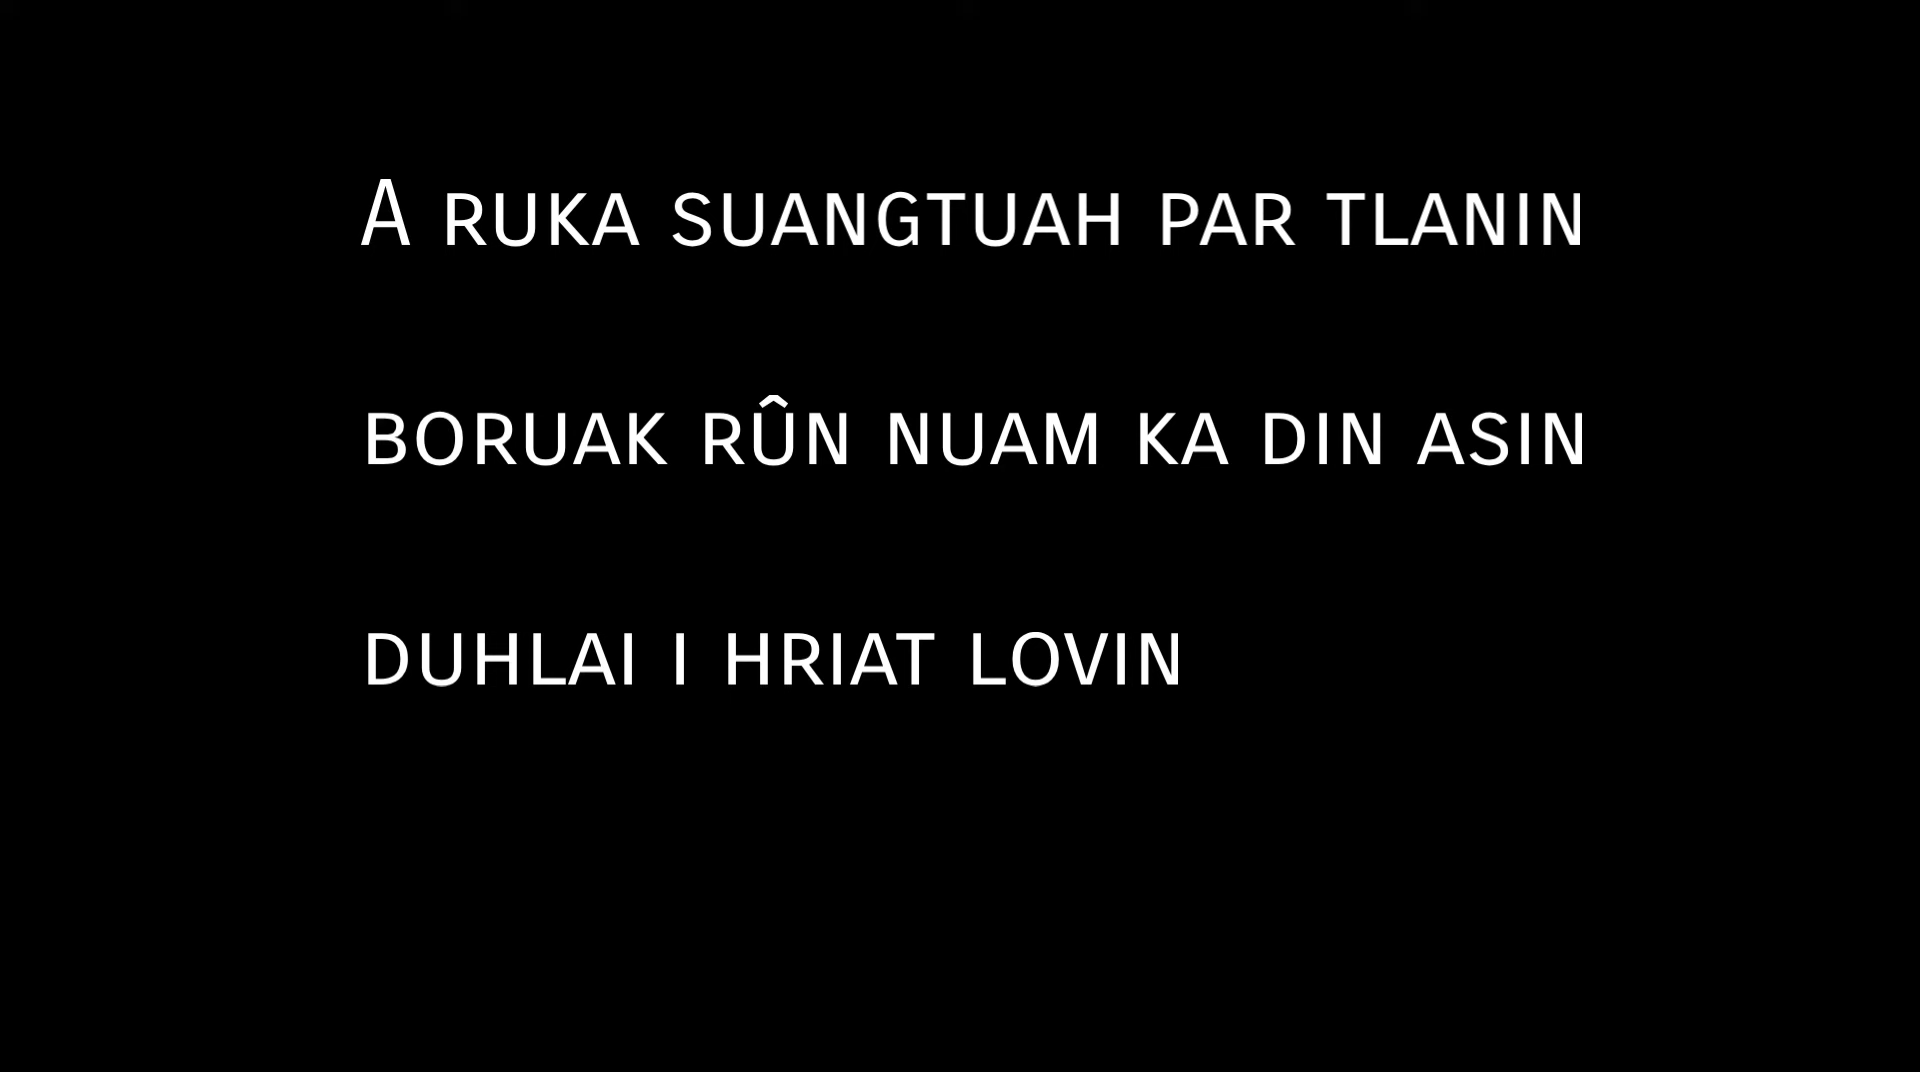 A RUKA SUANGTUAH PAR TLANIN
BORUAK RÛN NUAM KA DIN ASIN
DUHLAI I HRIAT LOVIN